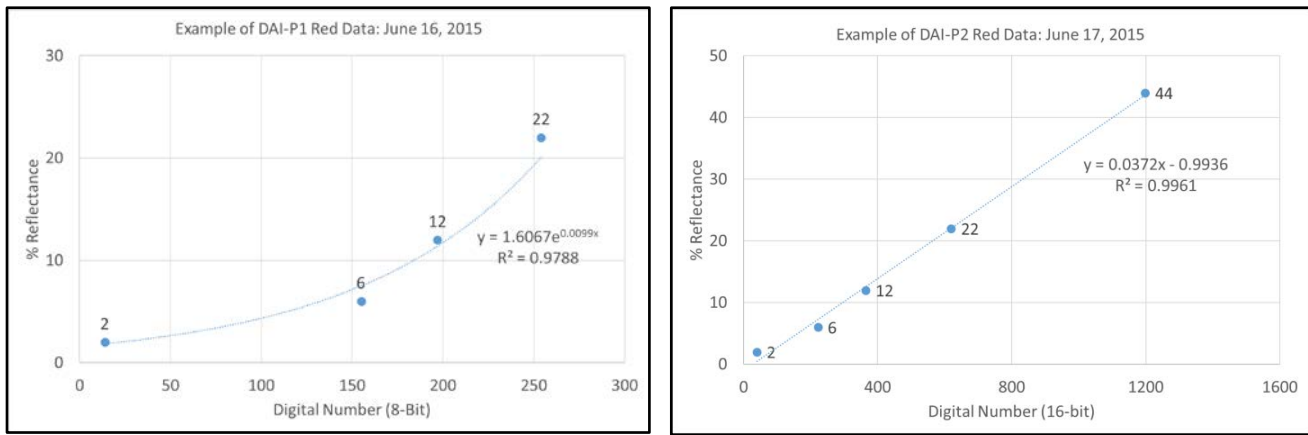 Example of DAI-P1 Red Data: June 16, 2015
30
20
10
0
% Reflectance
22
12
6
2
y = 1.6067e^0.0099x
R² = 0.9788
0 50 100 150 200 250 300
Digital Number (8-Bit)
Example of DAI-P2 Red Data: June 17, 2015
50
40
30
20
10
0
% Reflectance
44
y = 0.0372x - 0.9936
R² = 0.9961
22
12
6
2
0 400 800 1200 1600
Digital Number (16-bit)